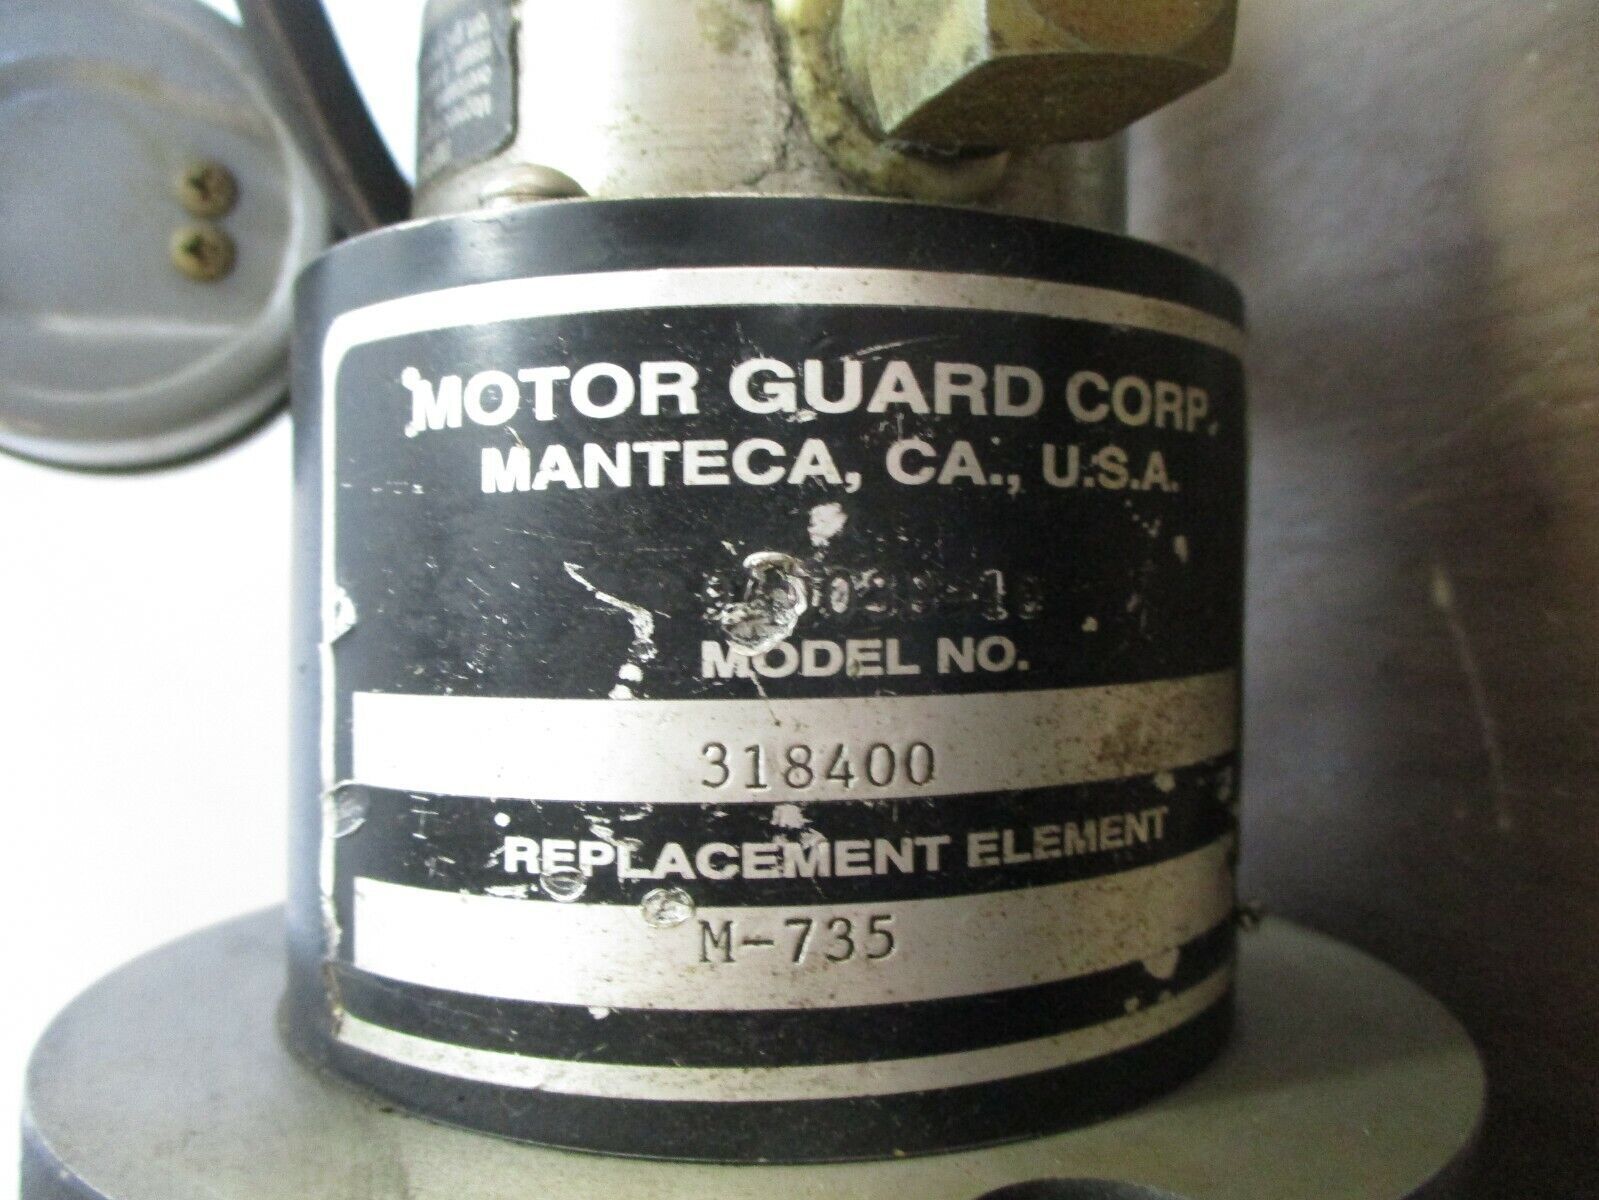 MOTOR GUARD CORP.
MANTECA, CA., U.S.A.
MODEL NO.
318400
REPLACEMENT ELEMENT
M-735